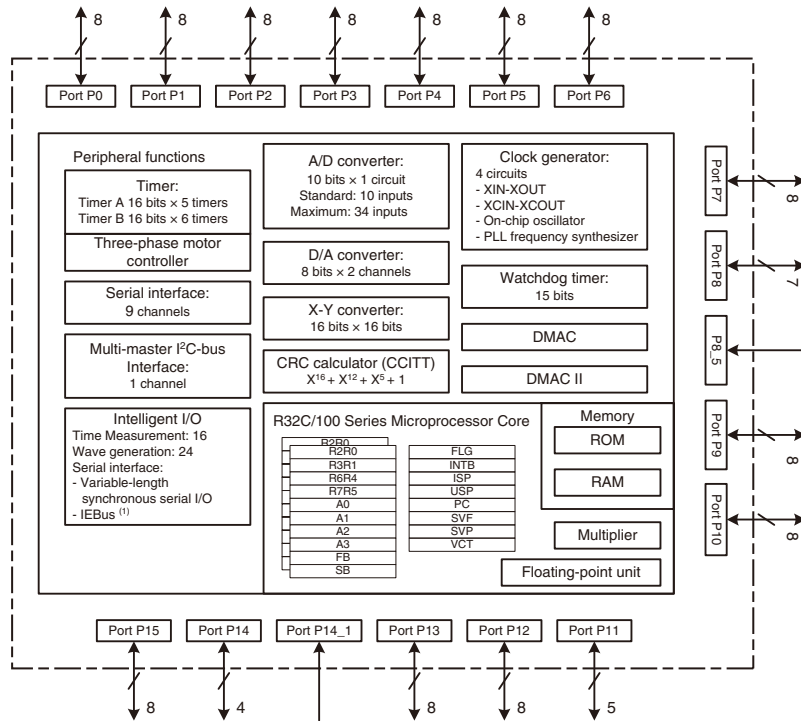 8 8 8 8 8 8 8
Port P0 Port P1 Port P2 Port P3 Port P4 Port P5 Port P6
Peripheral functions
Timer:
Timer A 16 bits × 5 timers
Timer B 16 bits × 6 timers
Three-phase motor
controller
Serial interface:
9 channels
Multi-master I²C-bus
Interface:
1 channel
Intelligent I/O
Time Measurement: 16
Wave generation: 24
Serial interface:
- Variable-length
synchronous serial I/O
- IEBus (1)
A/D converter:
10 bits × 1 circuit
Standard: 10 inputs
Maximum: 34 inputs
D/A converter:
8 bits × 2 channels
X-Y converter:
16 bits × 16 bits
CRC calculator (CCITT)
X¹⁶ + X¹² + X⁵ + 1
Clock generator:
4 circuits
- XIN-XOUT
- XCIN-XCOUT
- On-chip oscillator
- PLL frequency synthesizer
Watchdog timer:
15 bits
DMAC
DMAC II
R32C/100 Series Microprocessor Core
R2R0
R2R0
R3R1
R6R4
R7R5
A0
A1
A2
A3
FB
SB
FLG
INTB
ISP
USP
PC
SVF
SVP
VCT
Memory
ROM
RAM
Multiplier
Floating-point unit
Port P7
8
Port P8
7
P8_5
Port P9
8
Port P10
8
Port P15 Port P14 Port P14_1 Port P13 Port P12 Port P11
8 4 8 8 5